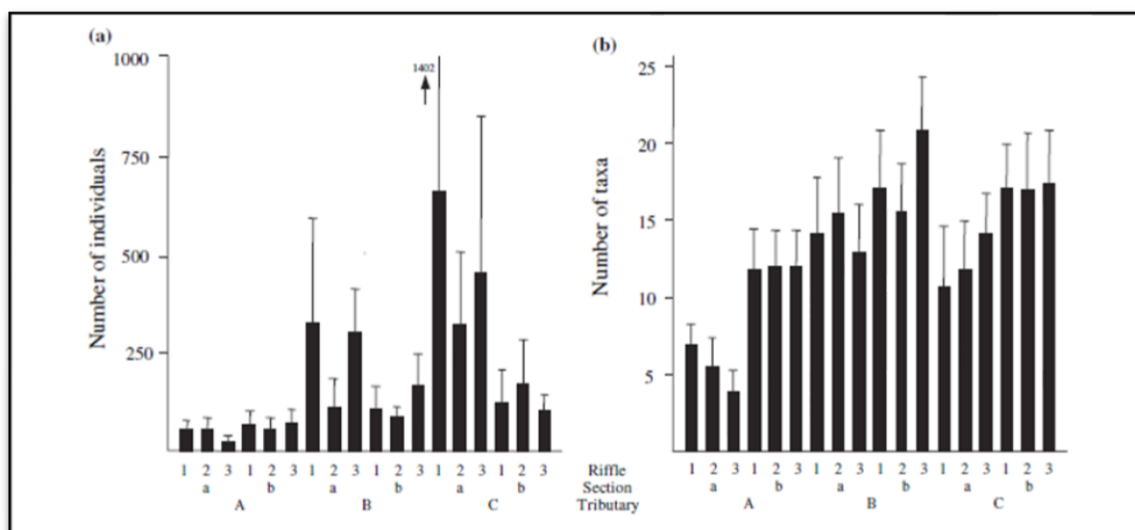 (a)
1000
750
500
250
Number of individuals
1402
1 2 3 1 2 3 1 2 3 1 2 3 1 2 3 1 2 3
a b a b a b
A B C
Riffle
Section
Tributary
(b)
25
20
15
10
5
Number of taxa
1 2 3 1 2 3 1 2 3 1 2 3 1 2 3 1 2 3
a b a b a b
A B C